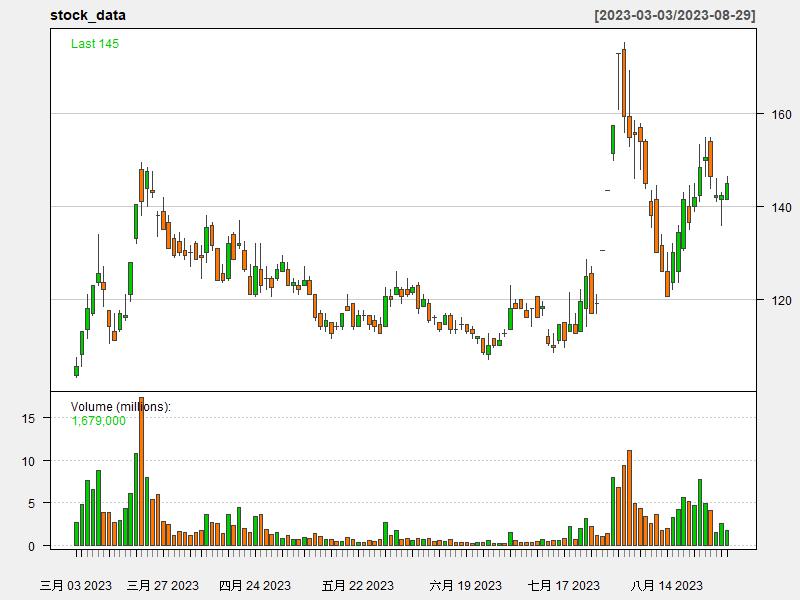 stock_data
[2023-03-03/2023-08-29]
Last 145
160
140
120
Volume (millions):
1,679,000
15
10
5
0
三月 03 2023
三月 27 2023
四月 24 2023
五月 22 2023
六月 19 2023
七月 17 2023
八月 14 2023